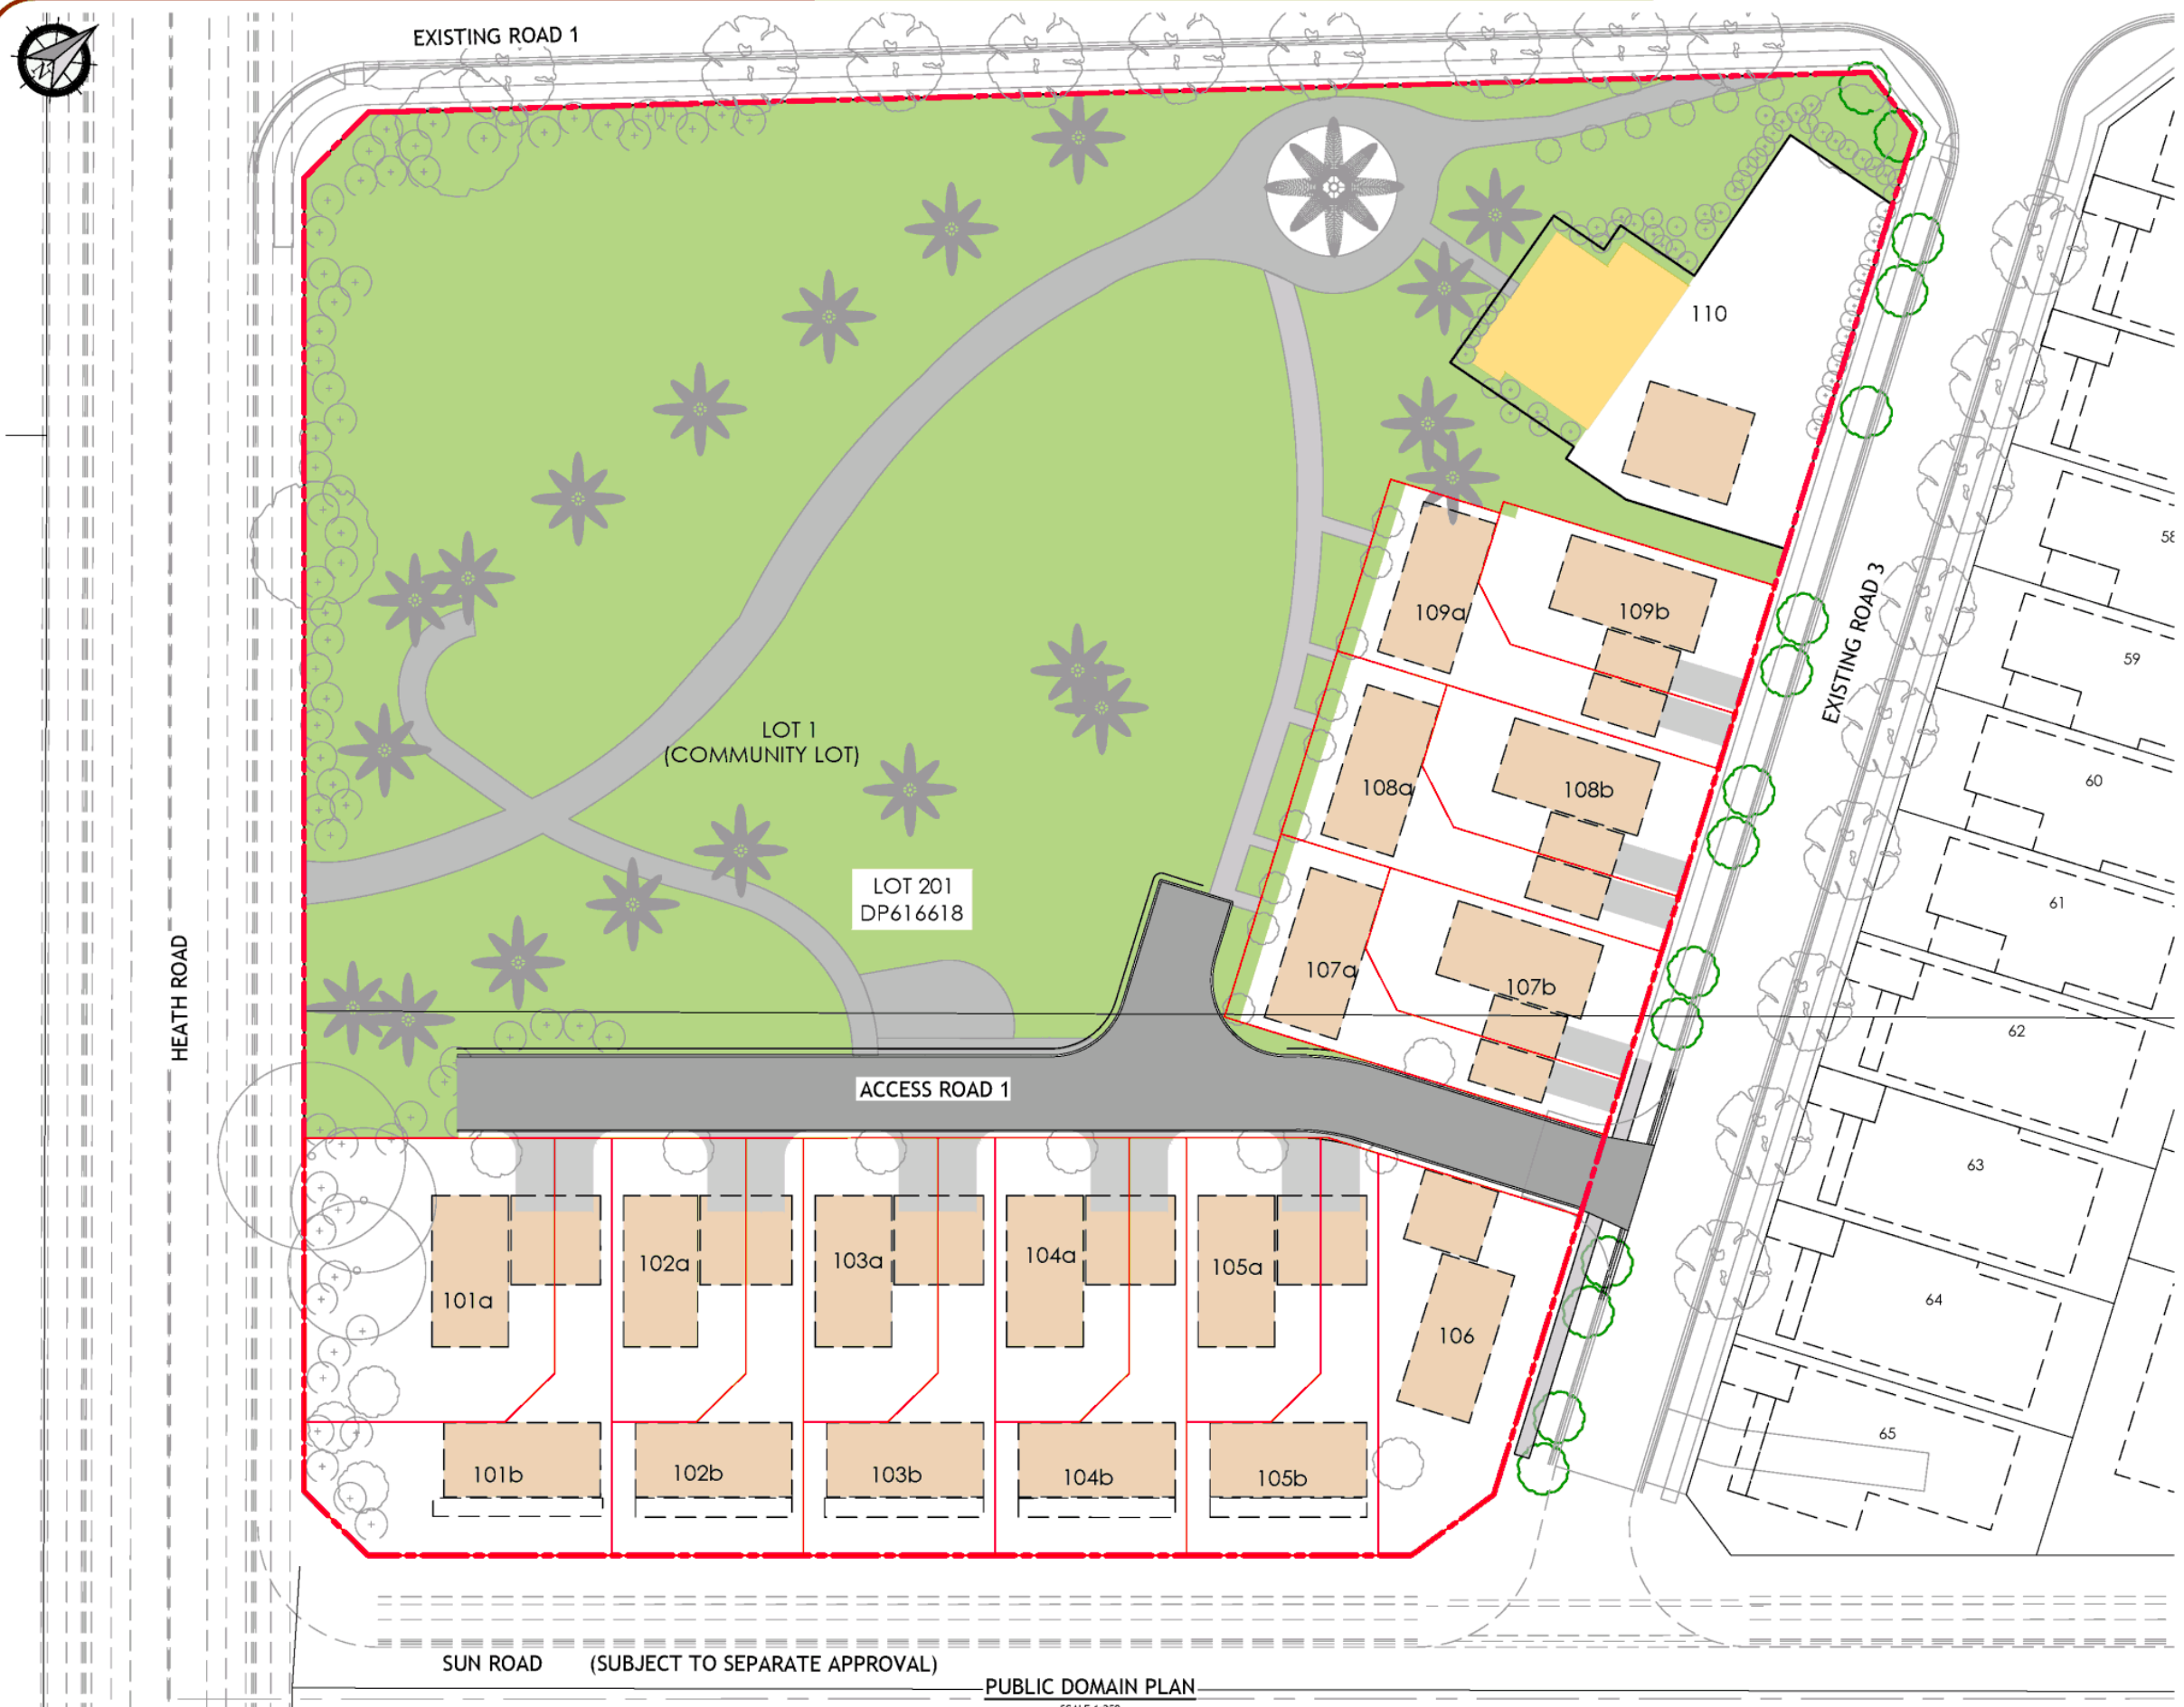 EXISTING ROAD 1
110
EXISTING ROAD 3
109a
109b
59
LOT 1
(COMMUNITY LOT)
108a
108b
60
LOT 201
DP616618
61
HEATH ROAD
107a
107b
62
ACCESS ROAD 1
63
101a
102a
103a
104a
105a
106
64
101b
102b
103b
104b
105b
65
SUN ROAD (SUBJECT TO SEPARATE APPROVAL)
PUBLIC DOMAIN PLAN